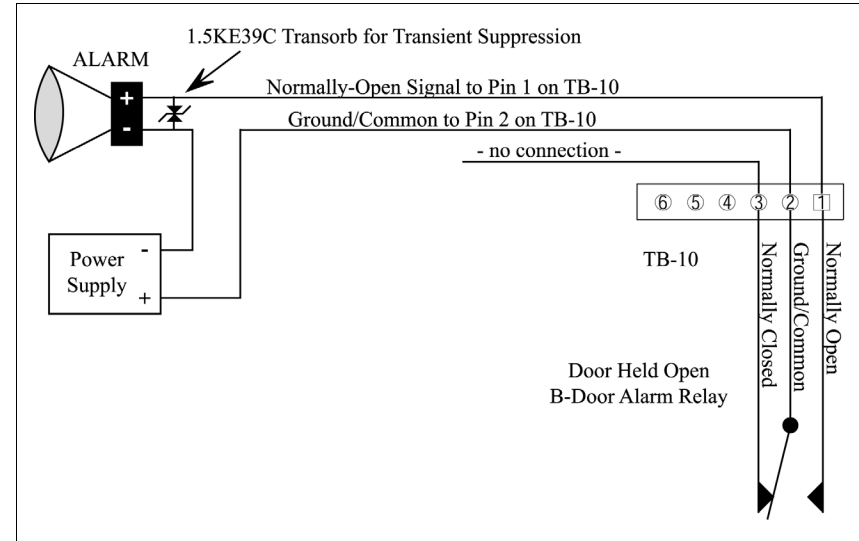 1.5KE39C Transorb for Transient Suppression
ALARM
+
-
Normally-Open Signal to Pin 1 on TB-10
Ground/Common to Pin 2 on TB-10
- no connection -
6 5 4 3 2 1
TB-10
Power
Supply
-
+
Normally Closed
Ground/Common
Normally Open
Door Held Open
B-Door Alarm Relay